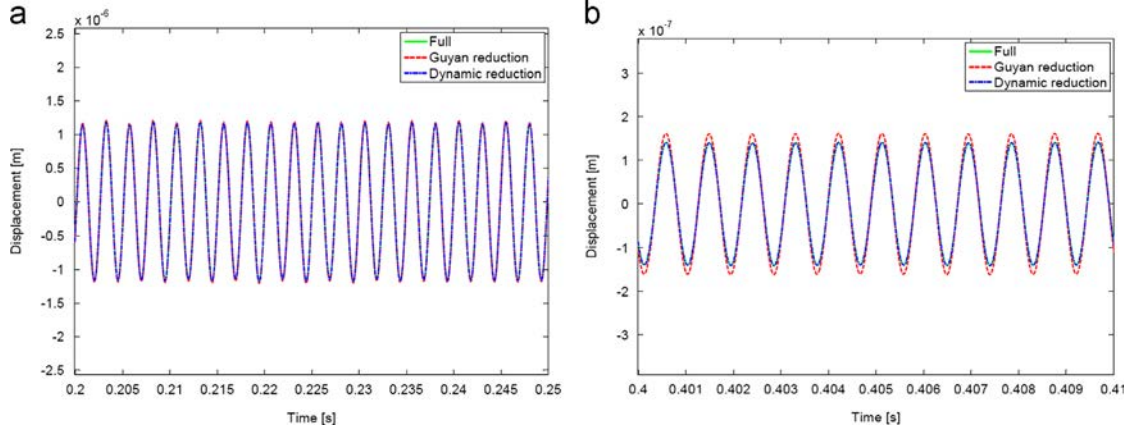 a
x 10-6
2.5
2
1.5
1
0.5
0
-0.5
-1
-1.5
-2
-2.5
Displacement [m]
Full
Guyan reduction
Dynamic reduction
0.2 0.205 0.21 0.215 0.22 0.225 0.23 0.235 0.24 0.245 0.25
Time [s]
b
x 10-7
3
2
1
0
-1
-2
-3
Displacement [m]
Full
Guyan reduction
Dynamic reduction
0.4 0.401 0.402 0.403 0.404 0.405 0.406 0.407 0.408 0.409 0.41
Time [s]